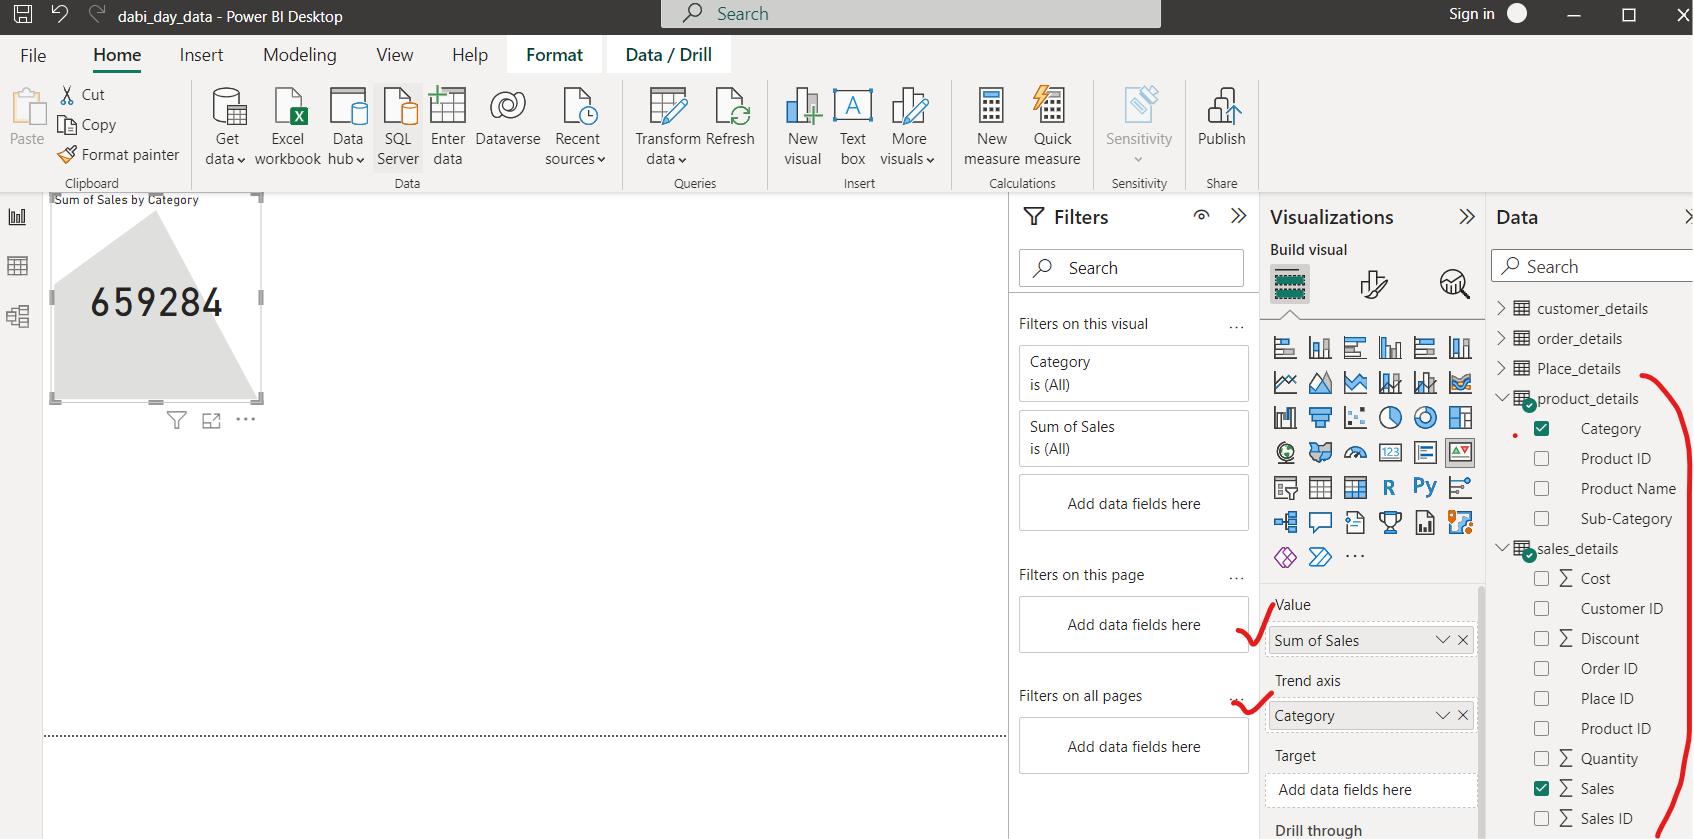 dabi_day_data - Power BI Desktop
Search
Sign in
File
Home
Insert
Modeling
View
Help
Format
Data / Drill
Paste
Cut
Copy
Format painter
Clipboard
Get data
Excel workbook
Data hub
SQL Server
Enter data
Dataverse
Recent sources
Data
Transform data
Refresh
Queries
New visual
Text box
A
More visuals
Insert
New measure
Quick measure
Calculations
Sensitivity
Sensitivity
Publish
Share
Sum of Sales by Category
659284
Filters
Search
Filters on this visual
...
Category
is (All)
Sum of Sales
is (All)
Add data fields here
Filters on this page
...
Add data fields here
Filters on all pages
...
Add data fields here
Visualizations
Build visual
123
R
Py
...
Value
Sum of Sales
Trend axis
Category
Target
Add data fields here
Drill through
Data
Search
customer_details
order_details
Place_details
product_details
Category
Product ID
Product Name
Sub-Category
sales_details
Cost
Customer ID
Discount
Order ID
Place ID
Product ID
Quantity
Sales
Sales ID